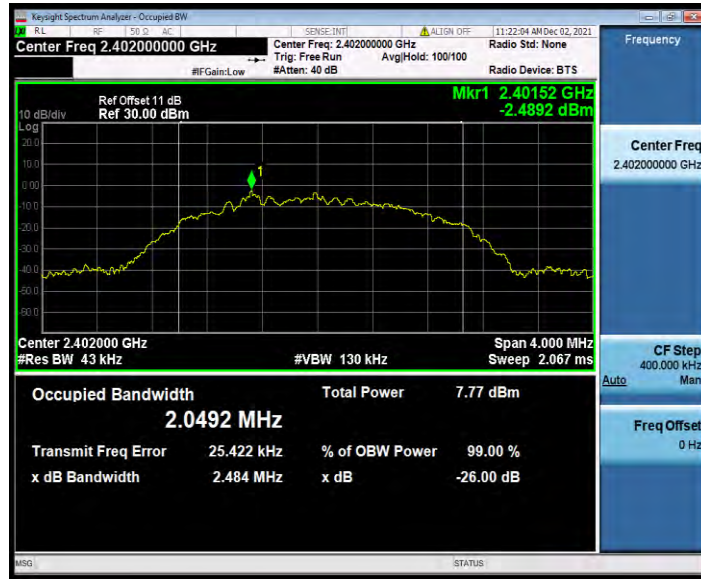 Keysight Spectrum Analyzer - Occupied BW
RL RF 50 Ω AC SENSE:INT ALIGN OFF 11:22:04 AM Dec 02, 2021
Center Freq 2.402000000 GHz
Center Freq: 2.402000000 GHz
Radio Std: None
Trig: Free Run Avg|Hold: 100/100
#IFGain:Low #Atten: 40 dB Radio Device: BTS
Frequency
Ref Offset 11 dB
10 dB/div Ref 30.00 dBm
Mkr1 2.40152 GHz
-2.4892 dBm
Log
20.0
10.0
0.00
-10.0
-20.0
-30.0
-40.0
-50.0
-60.0
1
Center 2.402000 GHz Span 4.000 MHz
#Res BW 43 kHz #VBW 130 kHz Sweep 2.067 ms
Occupied Bandwidth Total Power 7.77 dBm
2.0492 MHz
Transmit Freq Error 25.422 kHz % of OBW Power 99.00 %
x dB Bandwidth 2.484 MHz x dB -26.00 dB
Center Freq
2.402000000 GHz
CF Step
400.000 kHz
Auto Man
Freq Offset
0 Hz
MSG STATUS